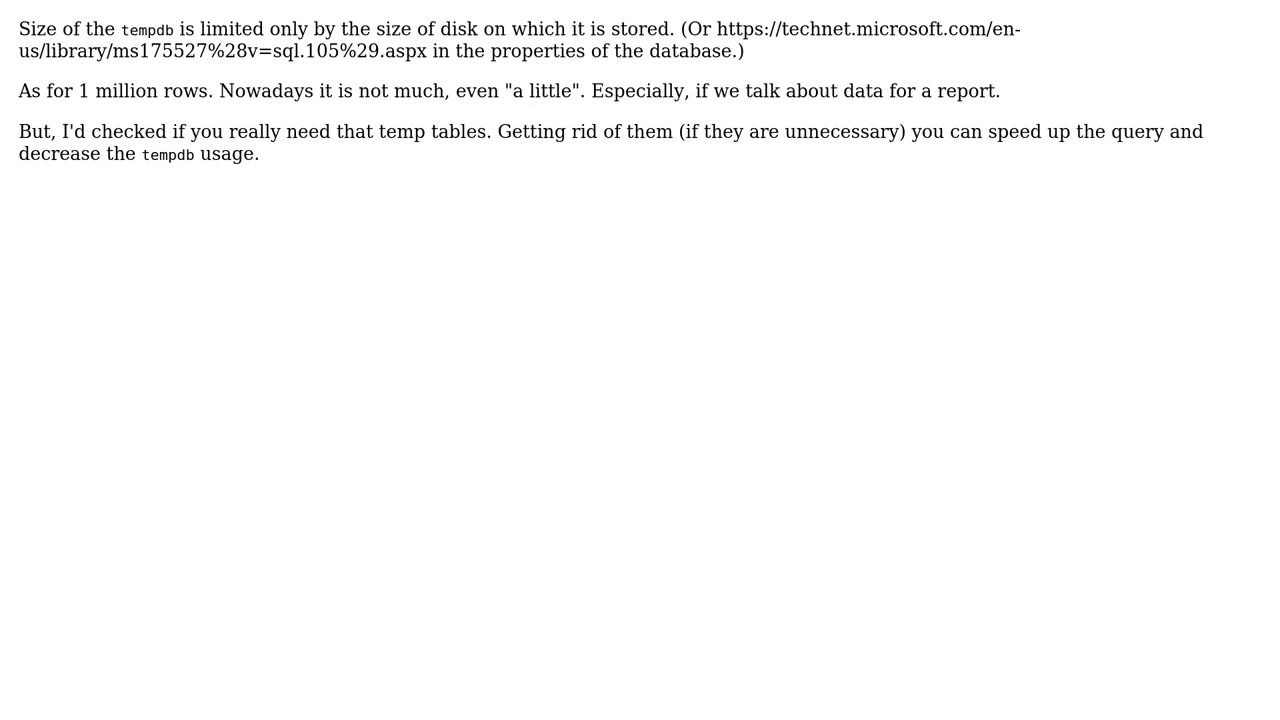 Size of the tempdb is limited only by the size of disk on which it is stored. (Or https://technet.microsoft.com/en-
us/library/ms175527%28v=sql.105%29.aspx in the properties of the database.)
As for 1 million rows. Nowadays it is not much, even "a little". Especially, if we talk about data for a report.
But, I'd checked if you really need that temp tables. Getting rid of them (if they are unnecessary) you can speed up the query and
decrease the tempdb usage.